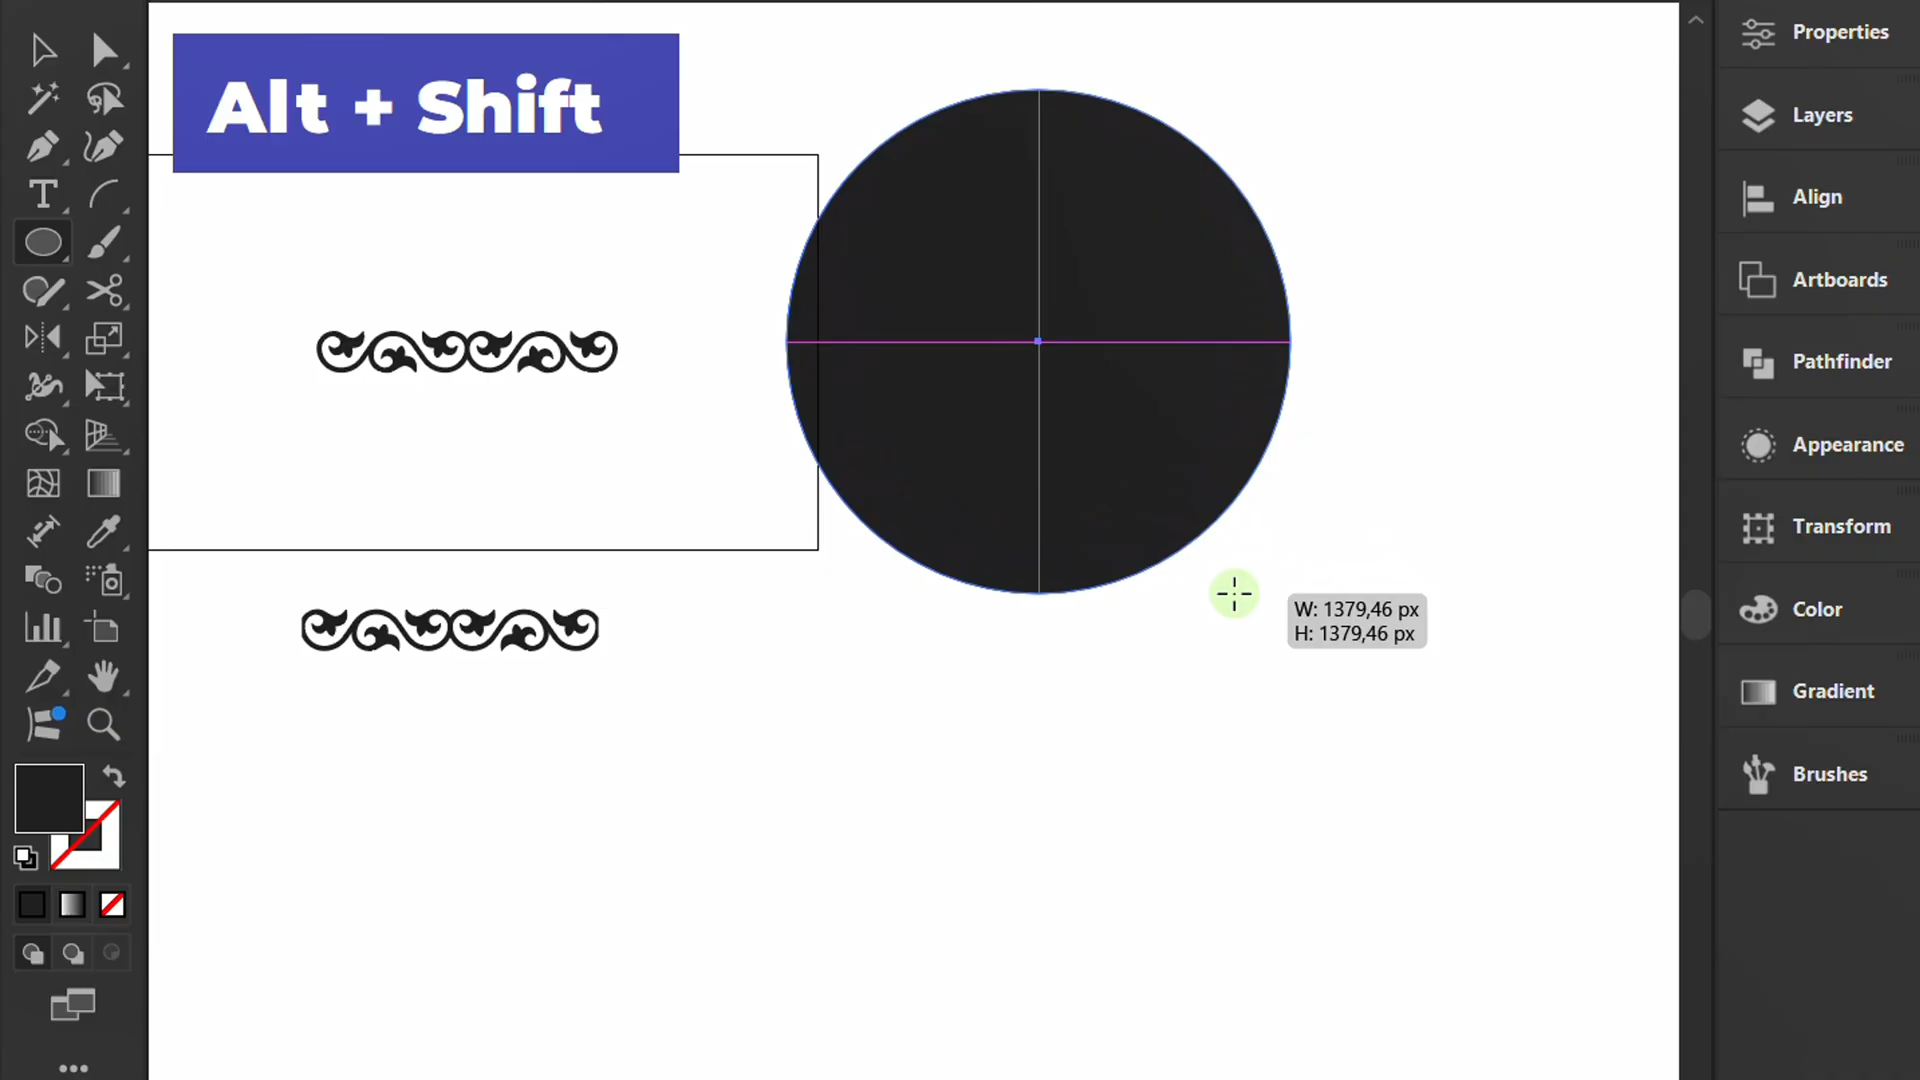 Alt + Shift
W: 1379,46 px
H: 1379,46 px
Properties
Layers
Align
Artboards
Pathfinder
Appearance
Transform
Color
Gradient
Brushes